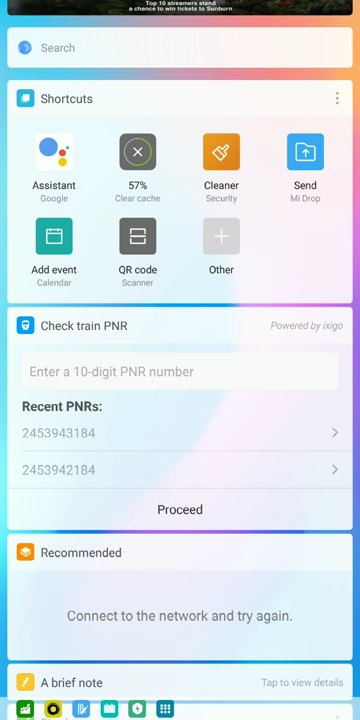 Top 10 streamers stand
a chance to win tickets to Sunburn
Search
Shortcuts
Assistant
Google
57%
Clear cache
Cleaner
Security
Send
Mi Drop
Add event
Calendar
QR code
Scanner
Other
Check train PNR
Powered by ixigo
Enter a 10-digit PNR number
Recent PNRs:
2453943184
2453942184
Proceed
Recommended
Connect to the network and try again.
A brief note
Tap to view details